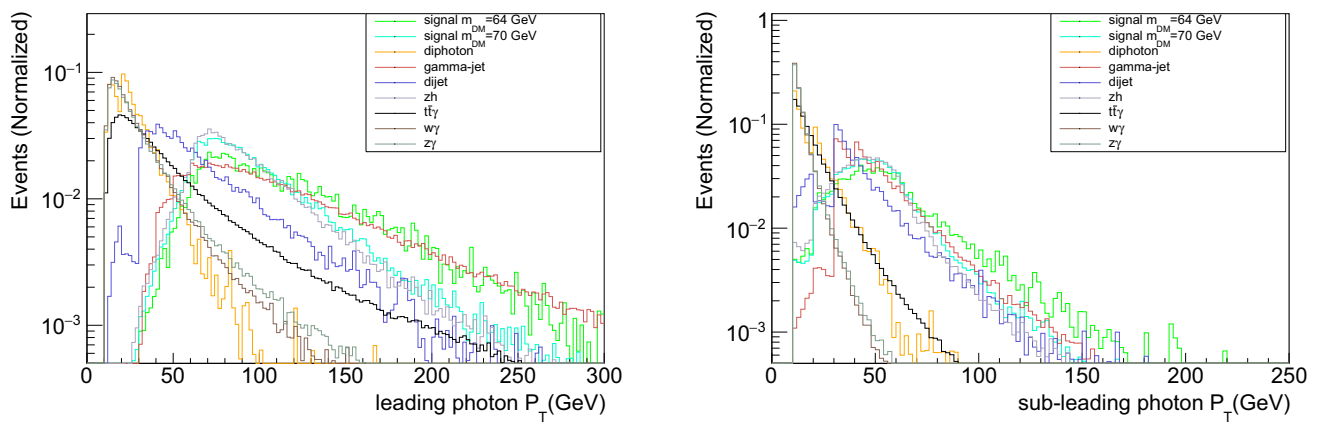 Events (Normalized)
10⁻¹
10⁻²
10⁻³
0 50 100 150 200 250 300
leading photon P_T(GeV)
signal m_DM=64 GeV
signal m_DM=70 GeV
diphoton
gamma-jet
dijet
zh
tt̄γ
wγ
zγ
Events (Normalized)
1
10⁻¹
10⁻²
10⁻³
0 50 100 150 200 250
sub-leading photon P_T(GeV)
signal m_DM=64 GeV
signal m_DM=70 GeV
diphoton
gamma-jet
dijet
zh
tt̄γ
wγ
zγ